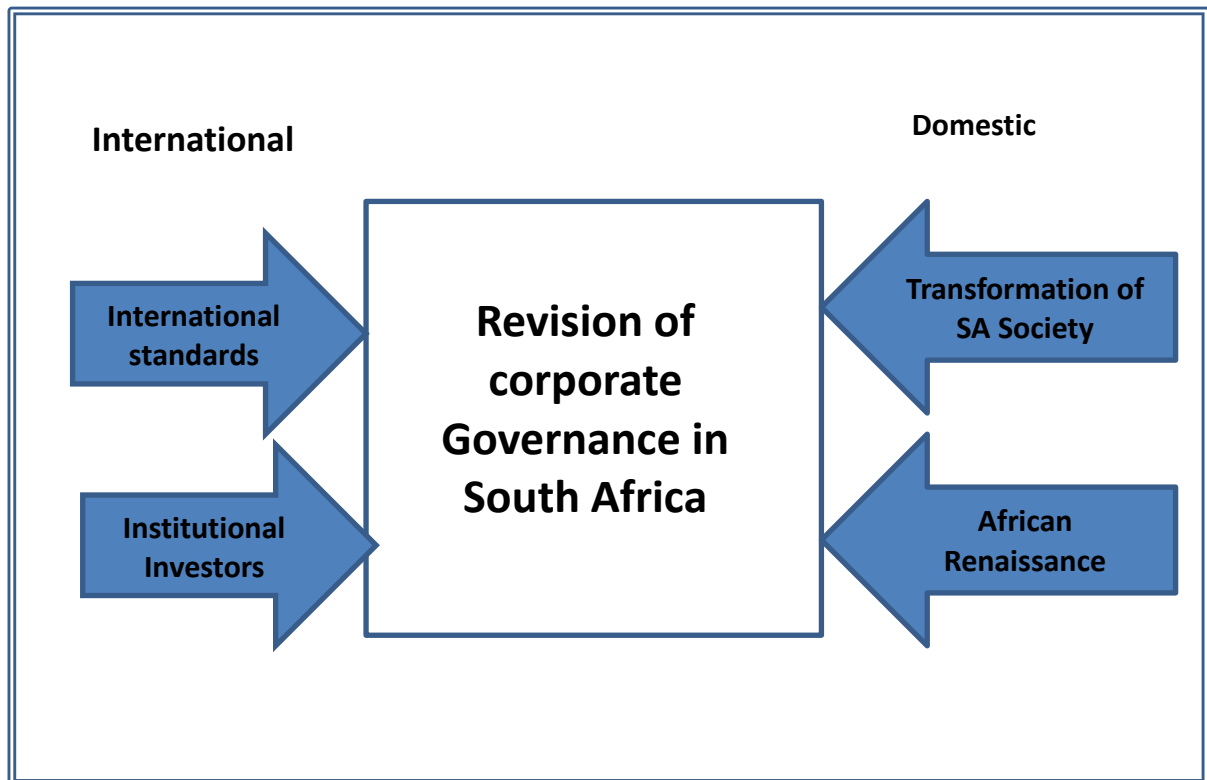 International
Domestic
International
standards
Institutional
Investors
Revision of
corporate
Governance in
South Africa
Transformation of
SA Society
African
Renaissance